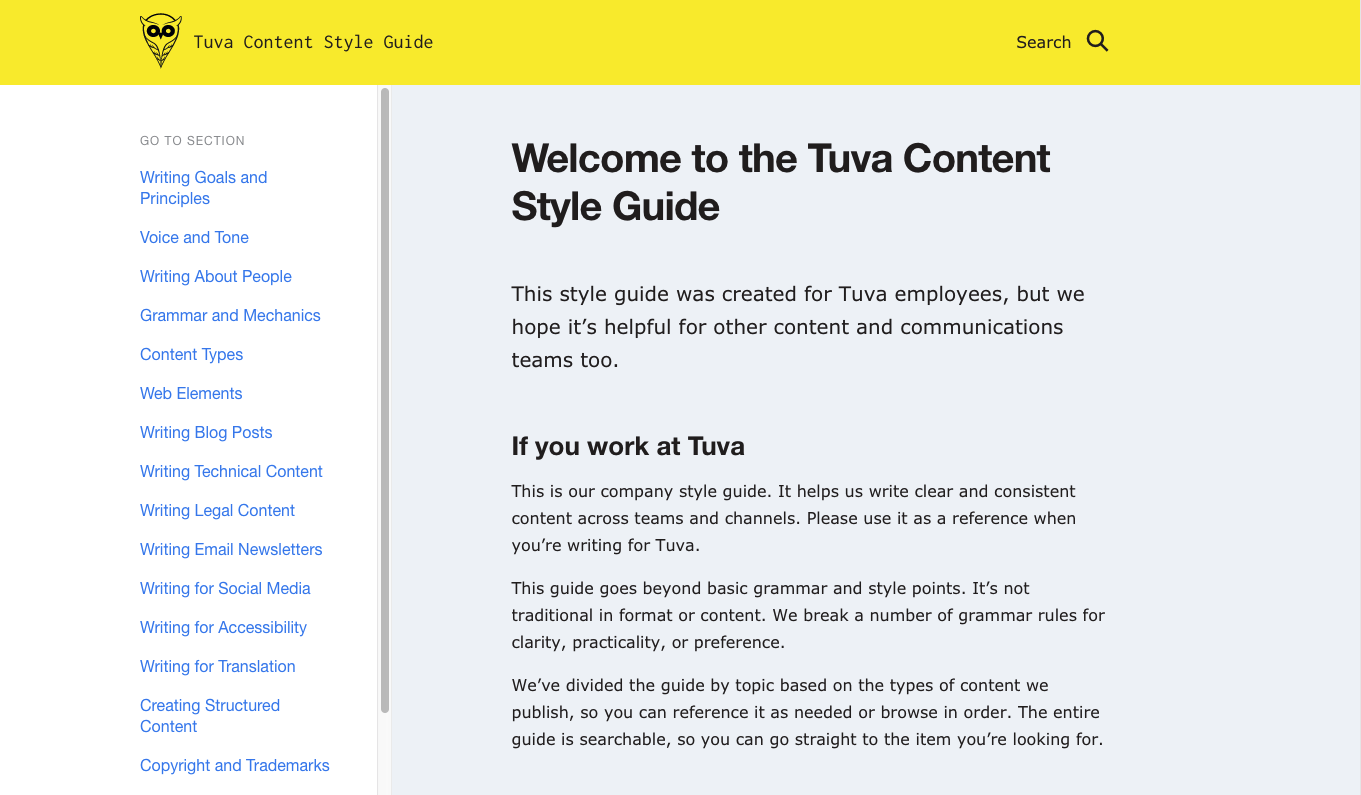 Tuva Content Style Guide
Search
GO TO SECTION
Writing Goals and
Principles
Voice and Tone
Writing About People
Grammar and Mechanics
Content Types
Web Elements
Writing Blog Posts
Writing Technical Content
Writing Legal Content
Writing Email Newsletters
Writing for Social Media
Writing for Accessibility
Writing for Translation
Creating Structured
Content
Copyright and Trademarks
Welcome to the Tuva Content
Style Guide
This style guide was created for Tuva employees, but we
hope it’s helpful for other content and communications
teams too.
If you work at Tuva
This is our company style guide. It helps us write clear and consistent
content across teams and channels. Please use it as a reference when
you’re writing for Tuva.
This guide goes beyond basic grammar and style points. It’s not
traditional in format or content. We break a number of grammar rules for
clarity, practicality, or preference.
We’ve divided the guide by topic based on the types of content we
publish, so you can reference it as needed or browse in order. The entire
guide is searchable, so you can go straight to the item you’re looking for.